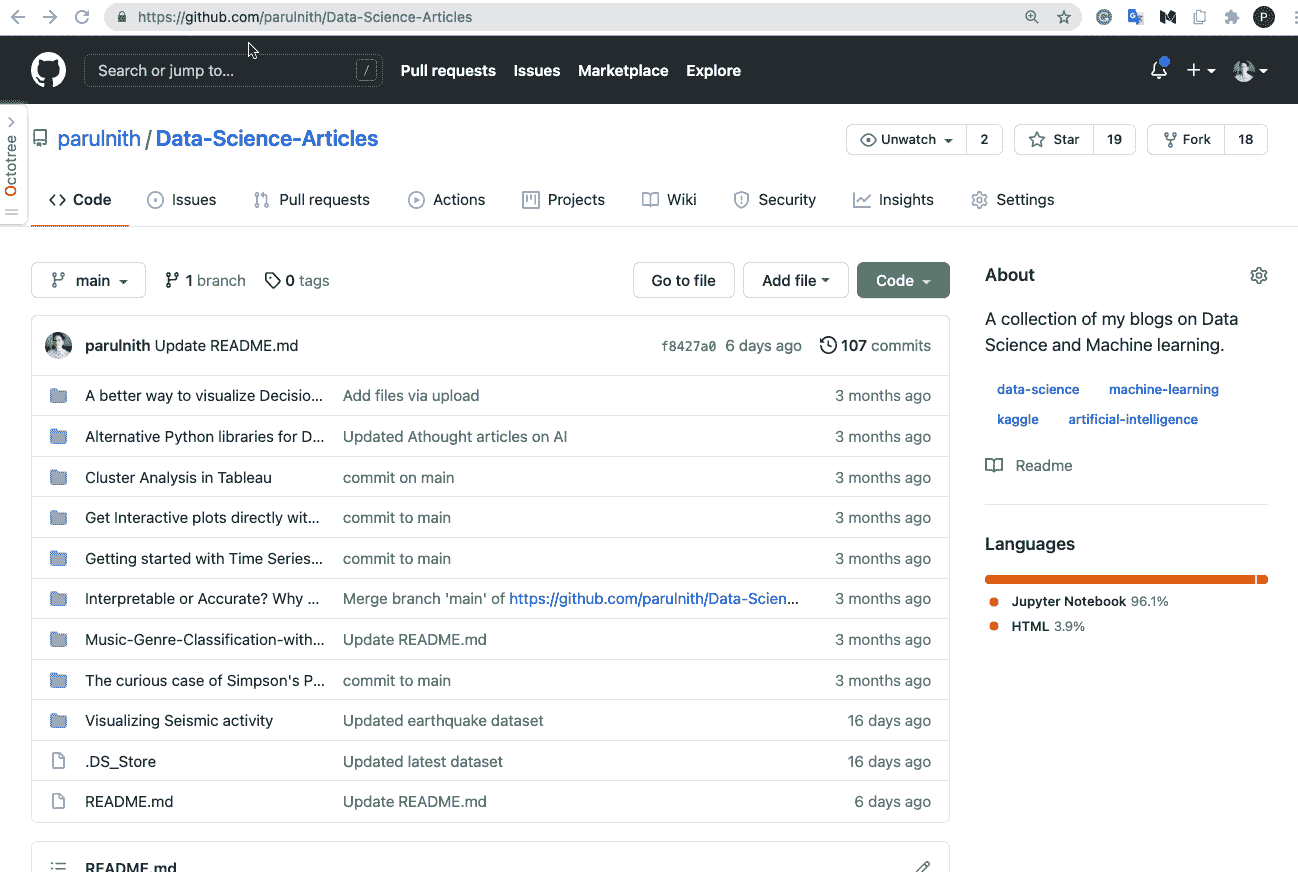 https://github.com/parulnith/Data-Science-Articles
P
Search or jump to... /
Pull requests Issues Marketplace Explore
Octotree
parulnith / Data-Science-Articles
Unwatch 2 Star 19 Fork 18
Code Issues Pull requests Actions Projects Wiki Security Insights Settings
main 1 branch 0 tags Go to file Add file Code
parulnith Update README.md f8427a0 6 days ago 107 commits
A better way to visualize Decisio... Add files via upload 3 months ago
Alternative Python libraries for D... Updated Athought articles on AI 3 months ago
Cluster Analysis in Tableau commit on main 3 months ago
Get Interactive plots directly wit... commit to main 3 months ago
Getting started with Time Series... commit to main 3 months ago
Interpretable or Accurate? Why ... Merge branch 'main' of https://github.com/parulnith/Data-Scien... 3 months ago
Music-Genre-Classification-with... Update README.md 3 months ago
The curious case of Simpson's P... commit to main 3 months ago
Visualizing Seismic activity Updated earthquake dataset 16 days ago
.DS_Store Updated latest dataset 16 days ago
README.md Update README.md 6 days ago
README.md
About
A collection of my blogs on Data
Science and Machine learning.
data-science machine-learning
kaggle artificial-intelligence
Readme
Languages
Jupyter Notebook 96.1%
HTML 3.9%